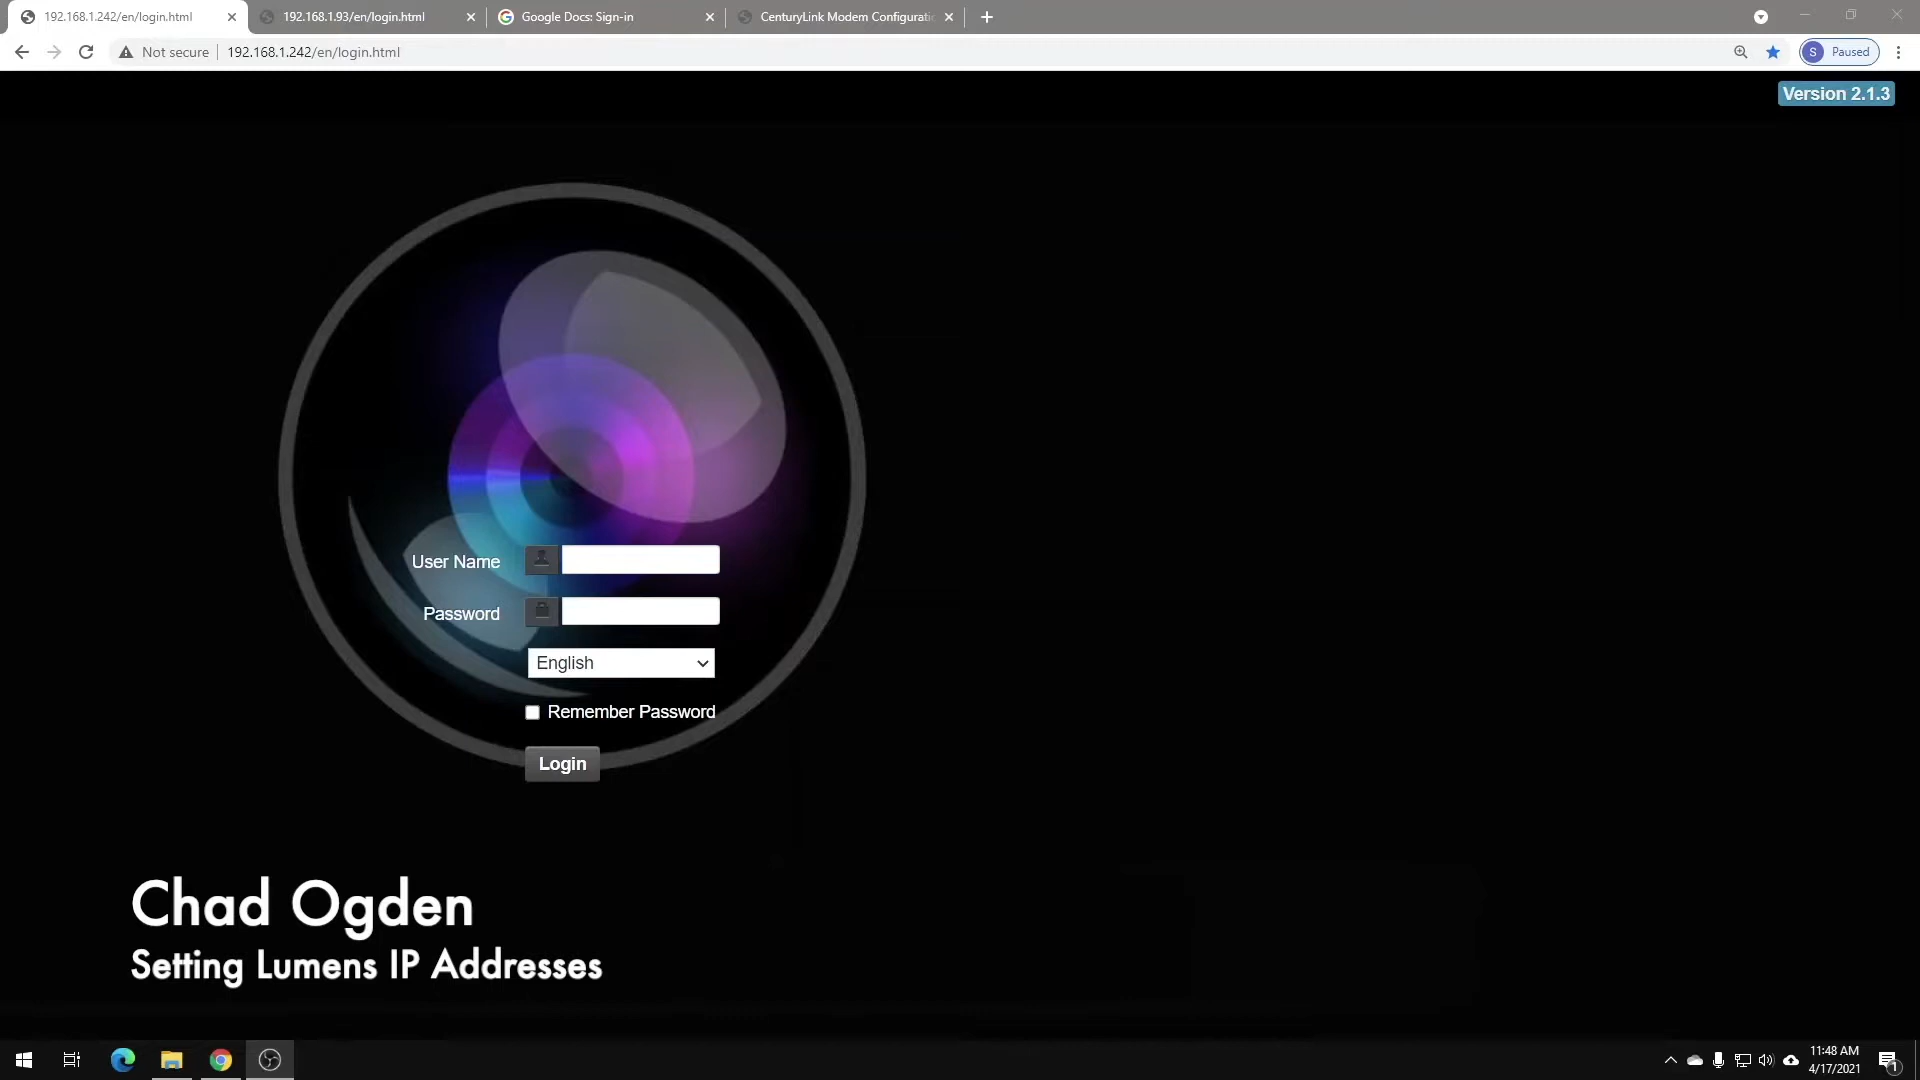 192.168.1.242/en/login.html
192.168.1.93/en/login.html
Google Docs: Sign-in
CenturyLink Modem Configurati
Not secure
192.168.1.242/en/login.html
S
Paused
Version 2.1.3
User Name
Password
English
Remember Password
Login
Chad Ogden
Setting Lumens IP Addresses
11:48 AM
4/17/2021
1